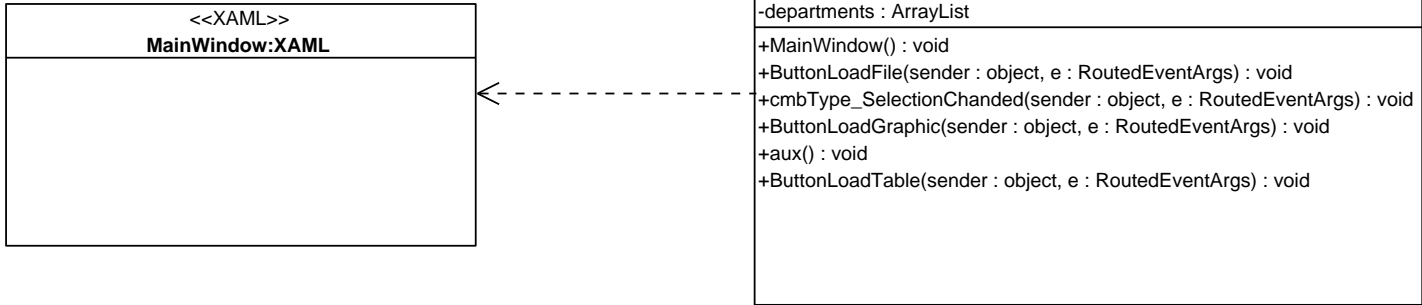 <<XAML>>
MainWindow:XAML
-departments : ArrayList
+MainWindow() : void
+ButtonLoadFile(sender : object, e : RoutedEventArgs) : void
+cmbType_SelectionChanded(sender : object, e : RoutedEventArgs) : void
+ButtonLoadGraphic(sender : object, e : RoutedEventArgs) : void
+aux() : void
+ButtonLoadTable(sender : object, e : RoutedEventArgs) : void